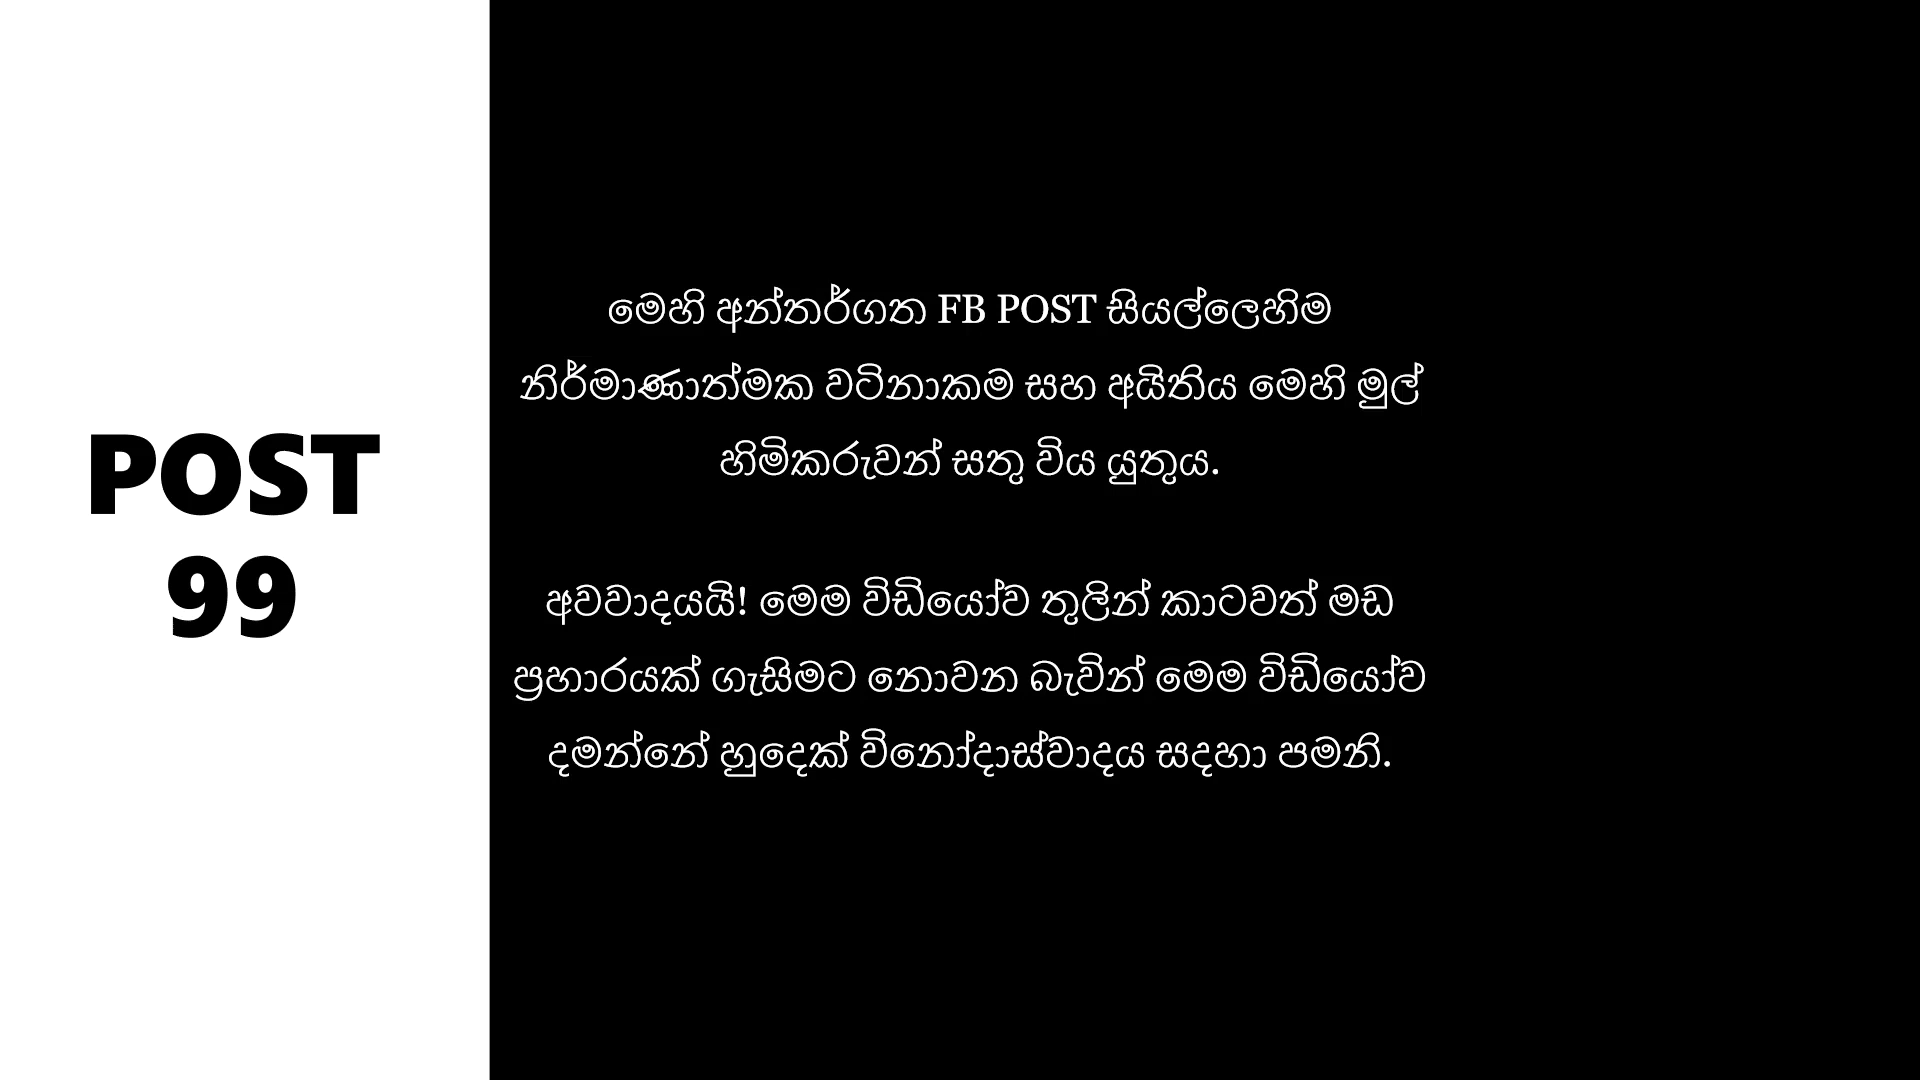 POST
99
මෙහි අන්තර්ගත FB POST සියල්ලෙහිම
නිර්මාණාත්මක වටිනාකම සහ අයිතිය මෙහි මුල්
හිමිකරුවන් සතු විය යුතුය.
අවවාදයයි! මෙම විඩියෝව තුලින් කාටවත් මඩ
ප්‍රහාරයක් ගැසිමට නොවන බැවින් මෙම විඩියෝව
දමන්නේ හුදෙක් විනෝදාස්වාදය සදහා පමනි.